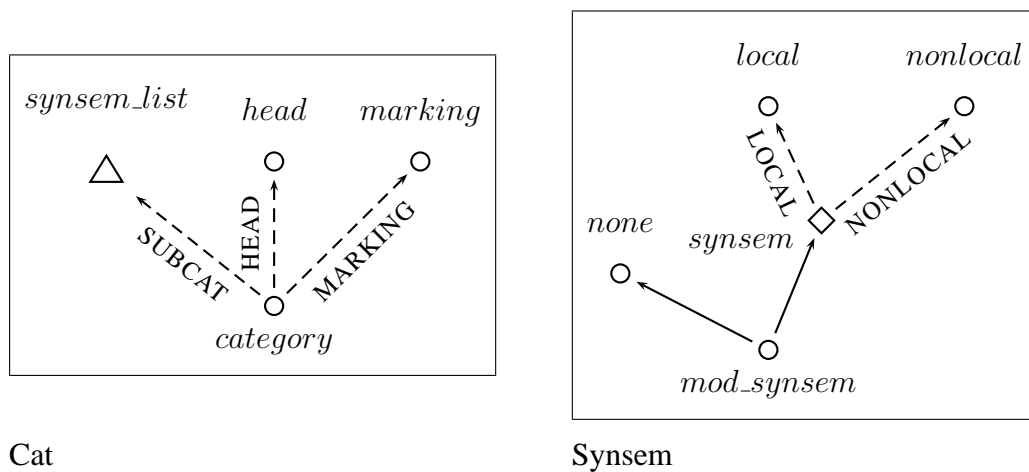 synsem_list
head
marking
SUBCAT
HEAD
MARKING
category
Cat
local
nonlocal
LOCAL
NONLOCAL
none
synsem
mod_synsem
Synsem